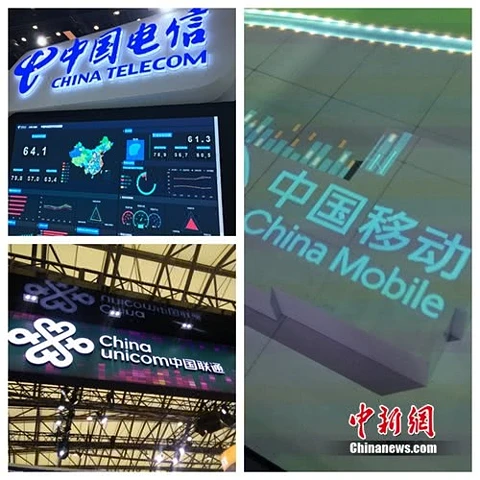 中国电信
CHINA TELECOM
64.1
61.3
中国移动
China Mobile
China
unicom中国联通
中新網
Chinanews.com